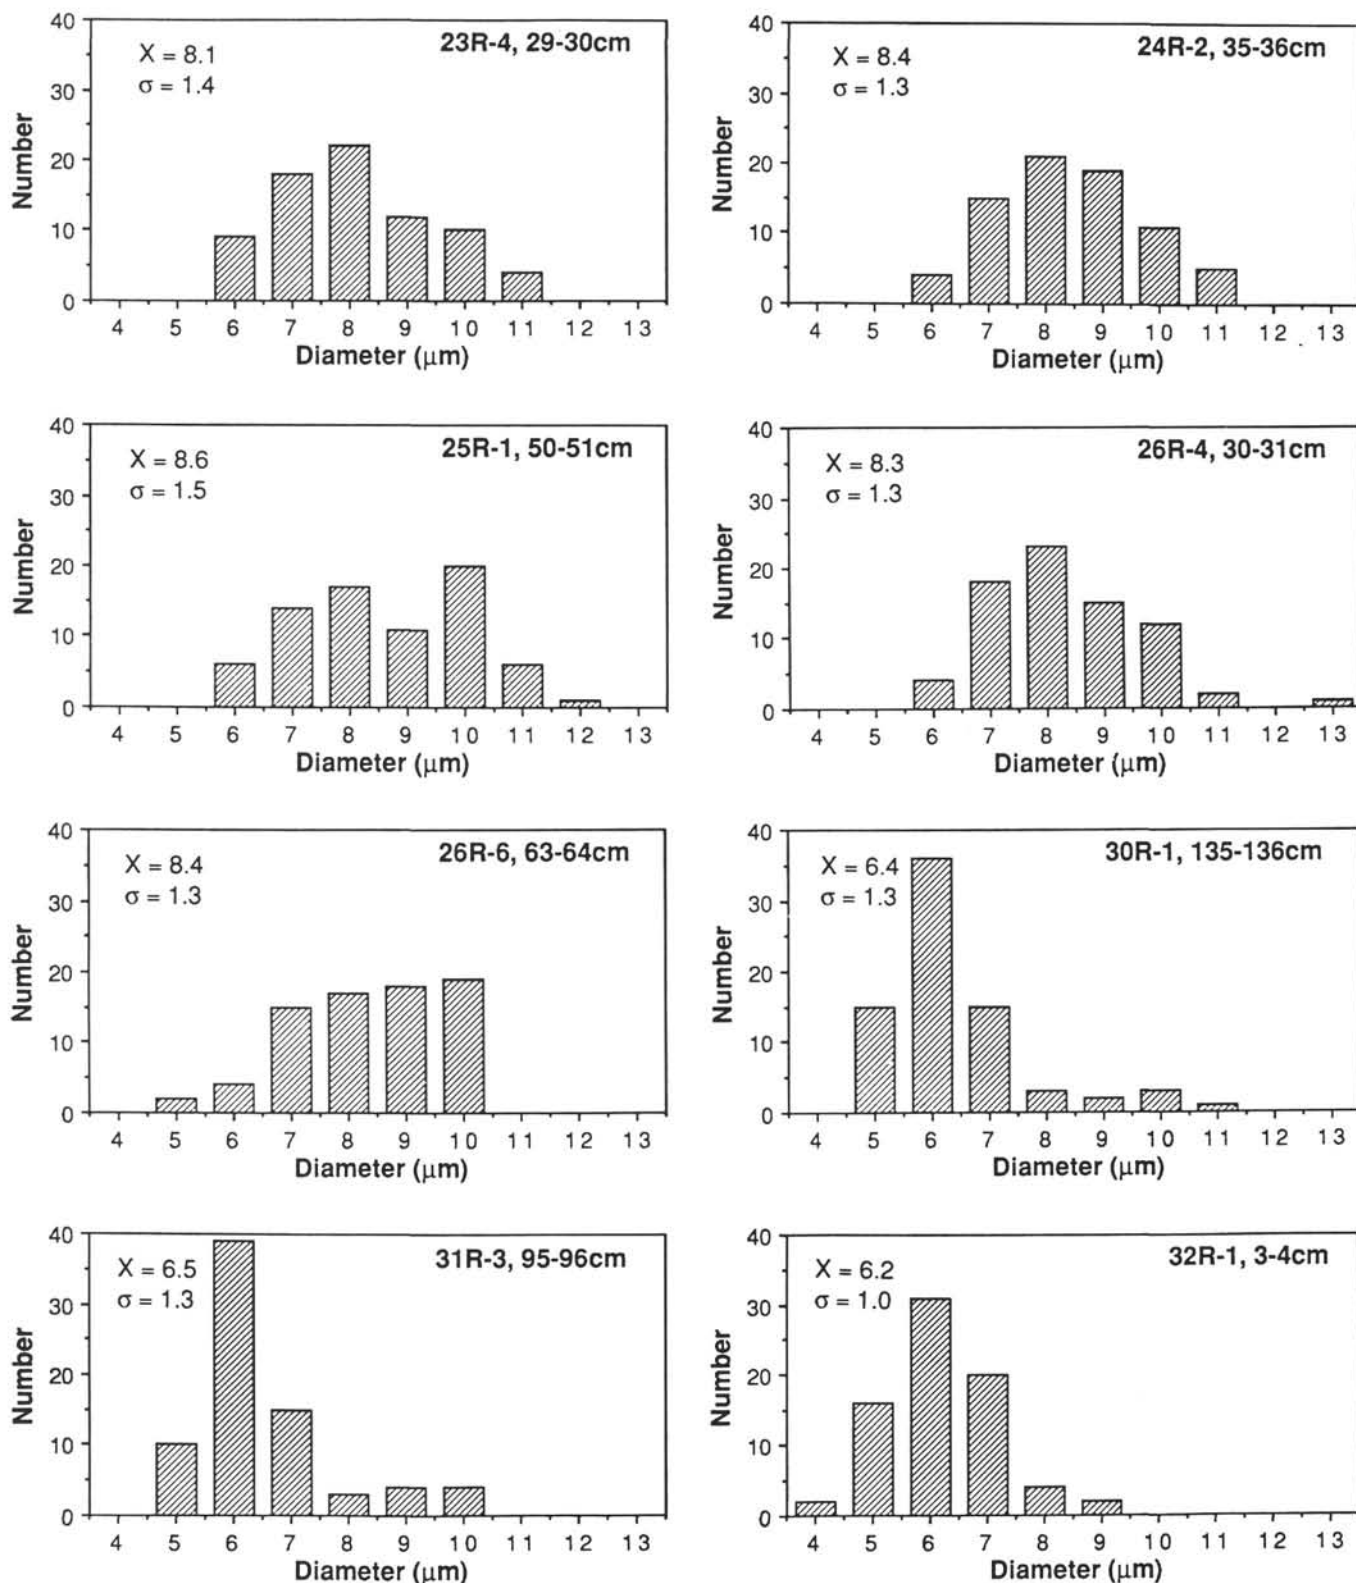 40
30
20
10
0
Number
23R-4, 29-30cm
X = 8.1
σ = 1.4
4 5 6 7 8 9 10 11 12 13
Diameter (μm)
40
30
20
10
0
Number
24R-2, 35-36cm
X = 8.4
σ = 1.3
4 5 6 7 8 9 10 11 12 13
Diameter (μm)
40
30
20
10
0
Number
25R-1, 50-51cm
X = 8.6
σ = 1.5
4 5 6 7 8 9 10 11 12 13
Diameter (μm)
40
30
20
10
0
Number
26R-4, 30-31cm
X = 8.3
σ = 1.3
4 5 6 7 8 9 10 11 12 13
Diameter (μm)
40
30
20
10
0
Number
26R-6, 63-64cm
X = 8.4
σ = 1.3
4 5 6 7 8 9 10 11 12 13
Diameter (μm)
40
30
20
10
0
Number
30R-1, 135-136cm
X = 6.4
σ = 1.3
4 5 6 7 8 9 10 11 12 13
Diameter (μm)
40
30
20
10
0
Number
31R-3, 95-96cm
X = 6.5
σ = 1.3
4 5 6 7 8 9 10 11 12 13
Diameter (μm)
40
30
20
10
0
Number
32R-1, 3-4cm
X = 6.2
σ = 1.0
4 5 6 7 8 9 10 11 12 13
Diameter (μm)